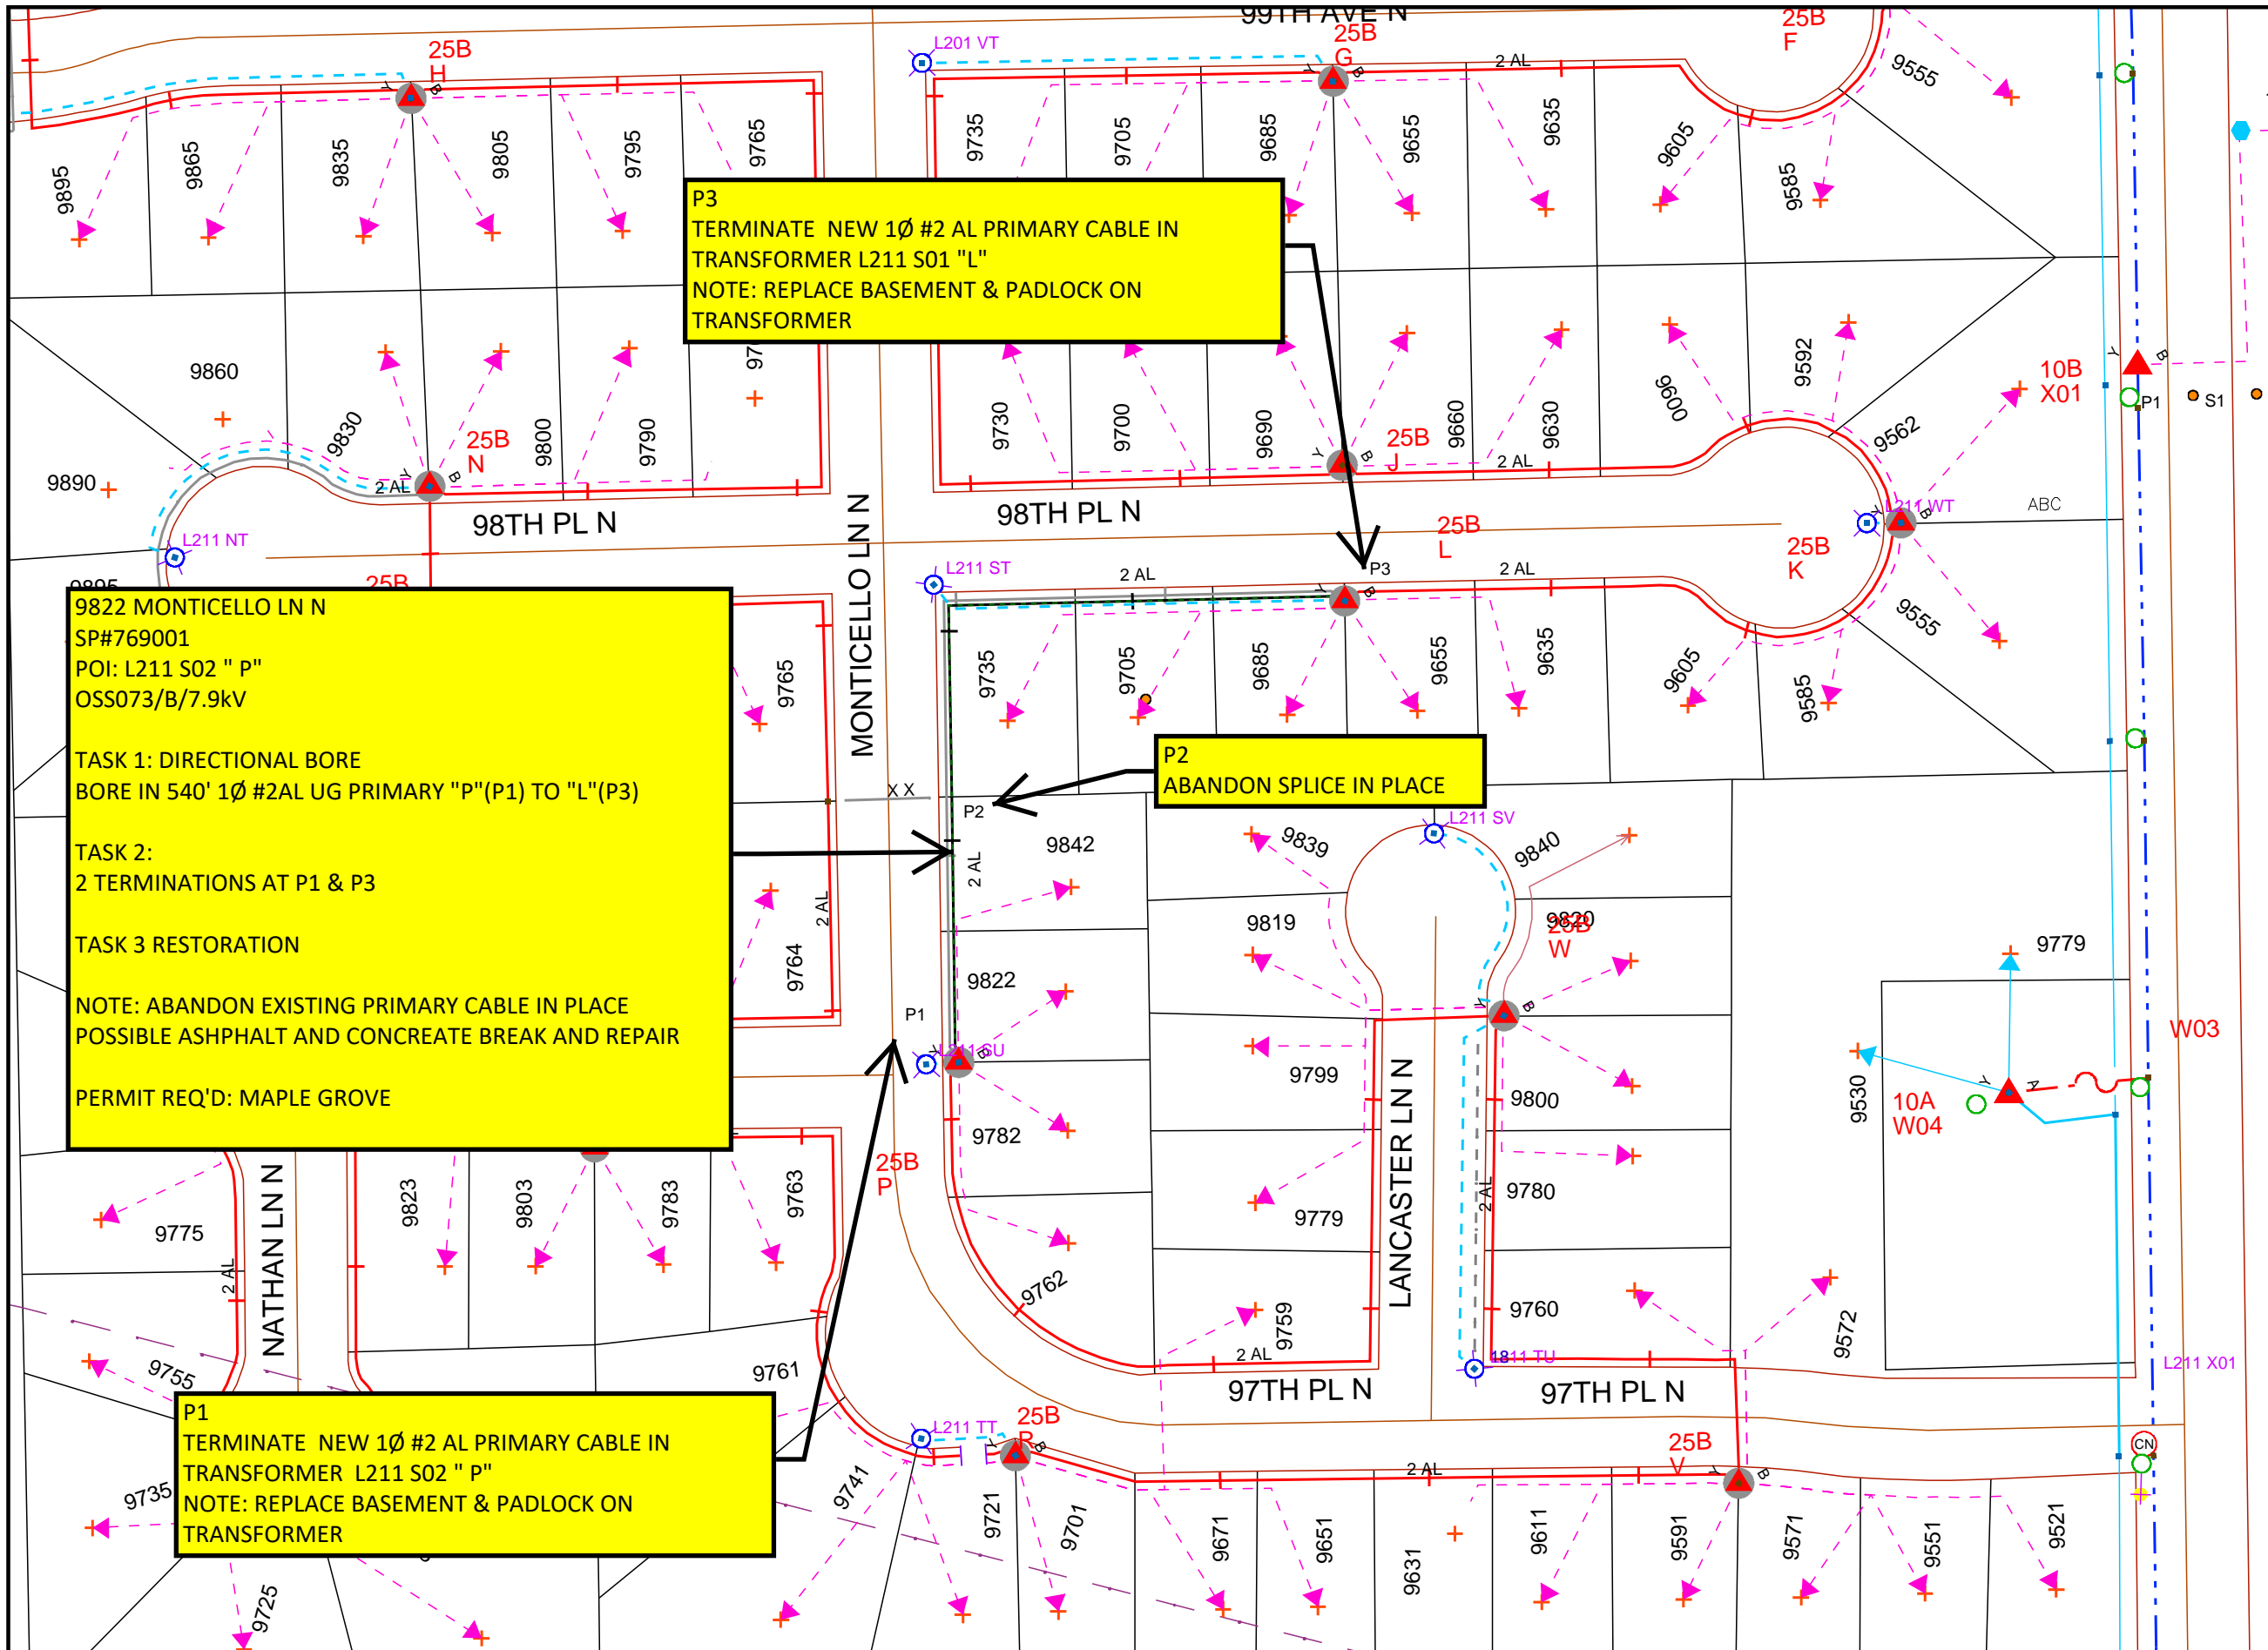 99TH AVE N
25B
H
L201 VT
25B
G
2 AL
25B
F
9555
9895
9865
9835
9805
9795
9765
9735
9705
9685
9655
9635
9605
9585
P3
TERMINATE NEW 1Ø #2 AL PRIMARY CABLE IN
TRANSFORMER L211 S01 "L"
NOTE: REPLACE BASEMENT & PADLOCK ON
TRANSFORMER
9860
9830
9890
25B
N
9800
9790
2 AL
98TH PL N
L211 NT
9730
9700
9690
25B
J
9660
9630
2 AL
9600
9592
9562
10B
X01
P1
S1
98TH PL N
MONTICELLO LN N
L211 WT
ABC
25B
L
25B
K
L211 ST
2 AL
P3
2 AL
25B
9822 MONTICELLO LN N
SP#769001
POI: L211 S02 " P"
OSS073/B/7.9kV
TASK 1: DIRECTIONAL BORE
BORE IN 540' 1Ø #2AL UG PRIMARY "P"(P1) TO "L"(P3)
TASK 2:
2 TERMINATIONS AT P1 & P3
TASK 3 RESTORATION
NOTE: ABANDON EXISTING PRIMARY CABLE IN PLACE
POSSIBLE ASHPHALT AND CONCREATE BREAK AND REPAIR
PERMIT REQ'D: MAPLE GROVE
9765
9735
9705
9685
9655
9635
9605
9585
9555
P2
ABANDON SPLICE IN PLACE
X X
P2
2 AL
9842
2 AL
9764
9822
P1
L211 SU
9782
25B
P
9762
L211 SV
9839
9840
9819
9820
25B
W
9799
9800
LANCASTER LN N
2 AL
9779
9780
9759
9760
9572
2 AL
97TH PL N
18
L211 TU
97TH PL N
9779
9530
10A
W04
W03
L211 X01
CN
NATHAN LN N
9775
2 AL
9823
9803
9783
9763
9755
9761
9735
9725
P1
TERMINATE NEW 1Ø #2 AL PRIMARY CABLE IN
TRANSFORMER L211 S02 " P"
NOTE: REPLACE BASEMENT & PADLOCK ON
TRANSFORMER
L211 TT
25B
R
9741
9721
9701
9671
9651
9631
2 AL
9611
25B
V
9591
9571
9551
9521